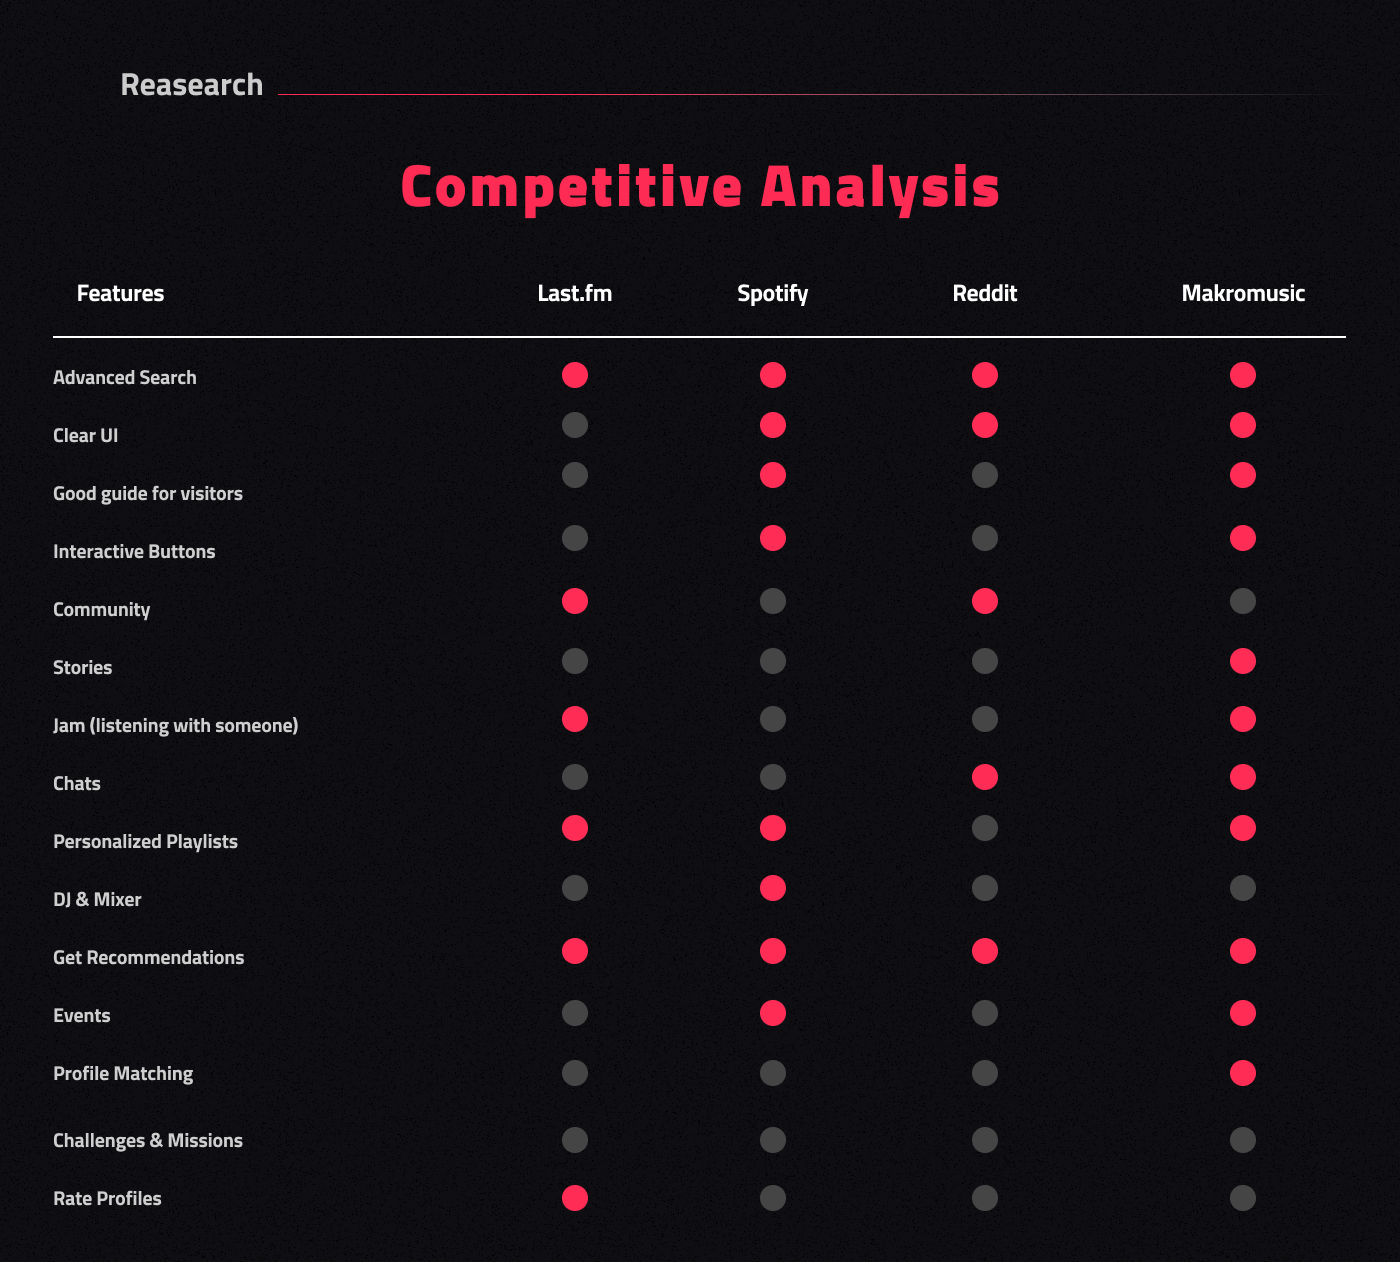 Reasearch
Competitive Analysis
Features Last.fm Spotify Reddit Makromusic
Advanced Search
Clear UI
Good guide for visitors
Interactive Buttons
Community
Stories
Jam (listening with someone)
Chats
Personalized Playlists
DJ & Mixer
Get Recommendations
Events
Profile Matching
Challenges & Missions
Rate Profiles